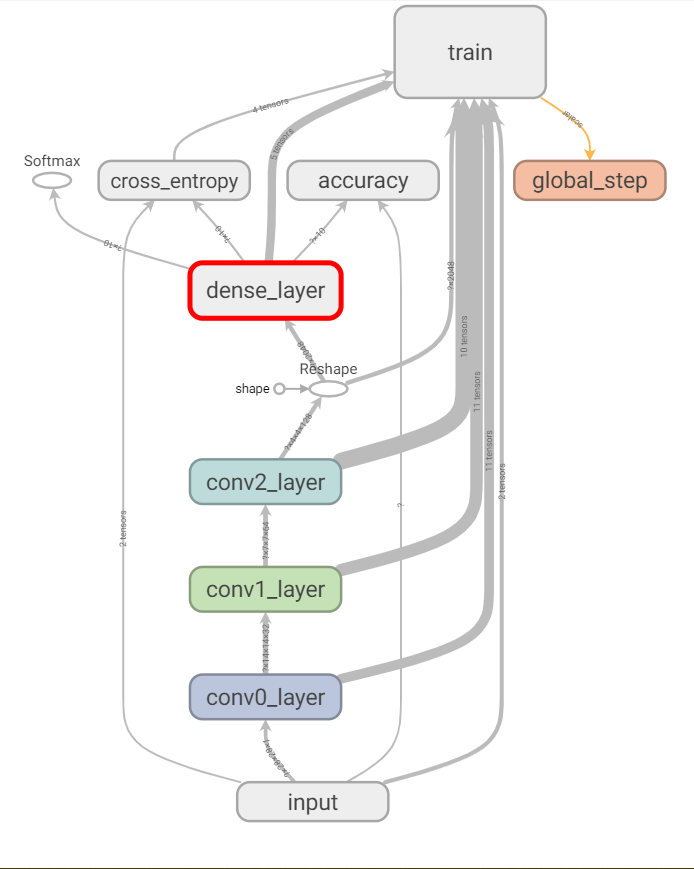 train
4 tensors
5 tensors
scalar
Softmax
cross_entropy
accuracy
global_step
?×10
?×10
?×10
dense_layer
?×2048
?×2048
Reshape
shape
10 tensors
?×4×4×128
11 tensors
conv2_layer
11 tensors
2 tensors
?
2 tensors
?×7×7×64
conv1_layer
?×14×14×32
conv0_layer
?×28×28×1
input